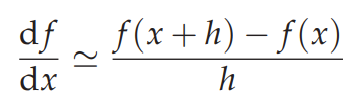 df/dx ≃ (f(x + h) − f(x))/h